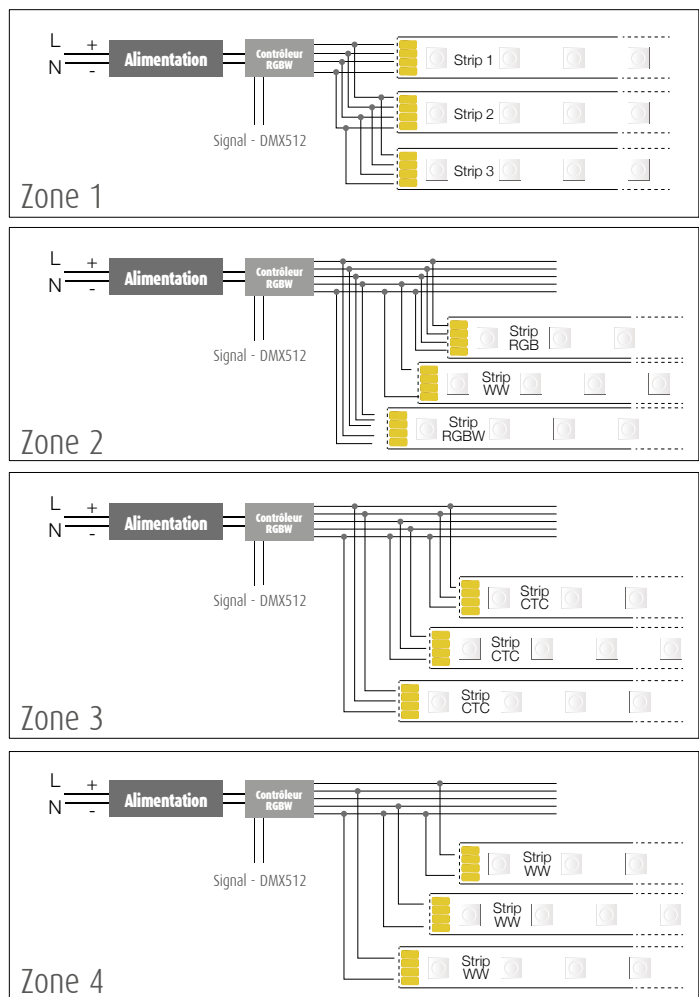 L
+
N
-
Alimentation
Contrôleur
RGBW
Signal - DMX512
Strip 1
Strip 2
Strip 3
Zone 1
L
+
N
-
Alimentation
Contrôleur
RGBW
Signal - DMX512
Strip
RGB
Strip
WW
Strip
RGBW
Zone 2
L
+
N
-
Alimentation
Contrôleur
RGBW
Signal - DMX512
Strip
CTC
Strip
CTC
Strip
CTC
Zone 3
L
+
N
-
Alimentation
Contrôleur
RGBW
Signal - DMX512
Strip
WW
Strip
WW
Strip
WW
Zone 4